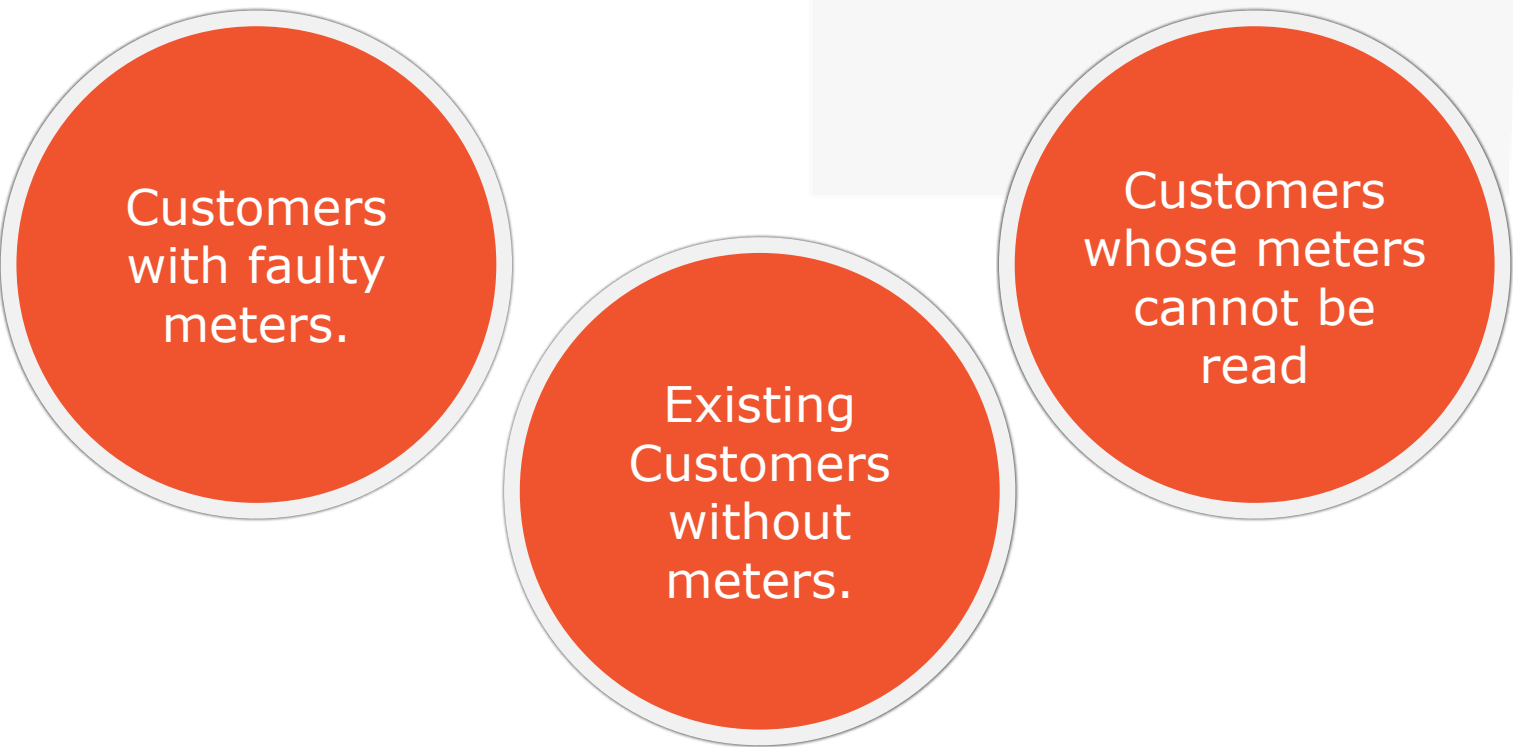 Customers
with faulty
meters.
Existing
Customers
without
meters.
Customers
whose meters
cannot be
read